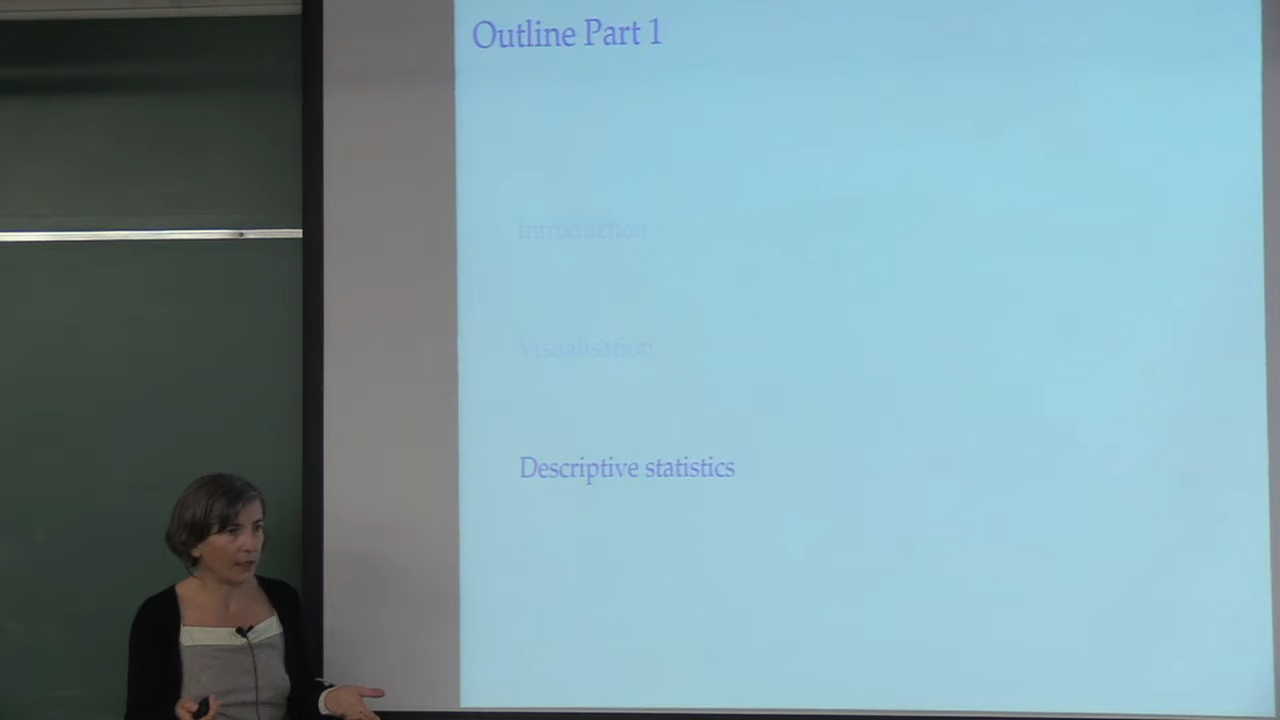 Outline Part 1
Introduction
Visualisation
Descriptive statistics